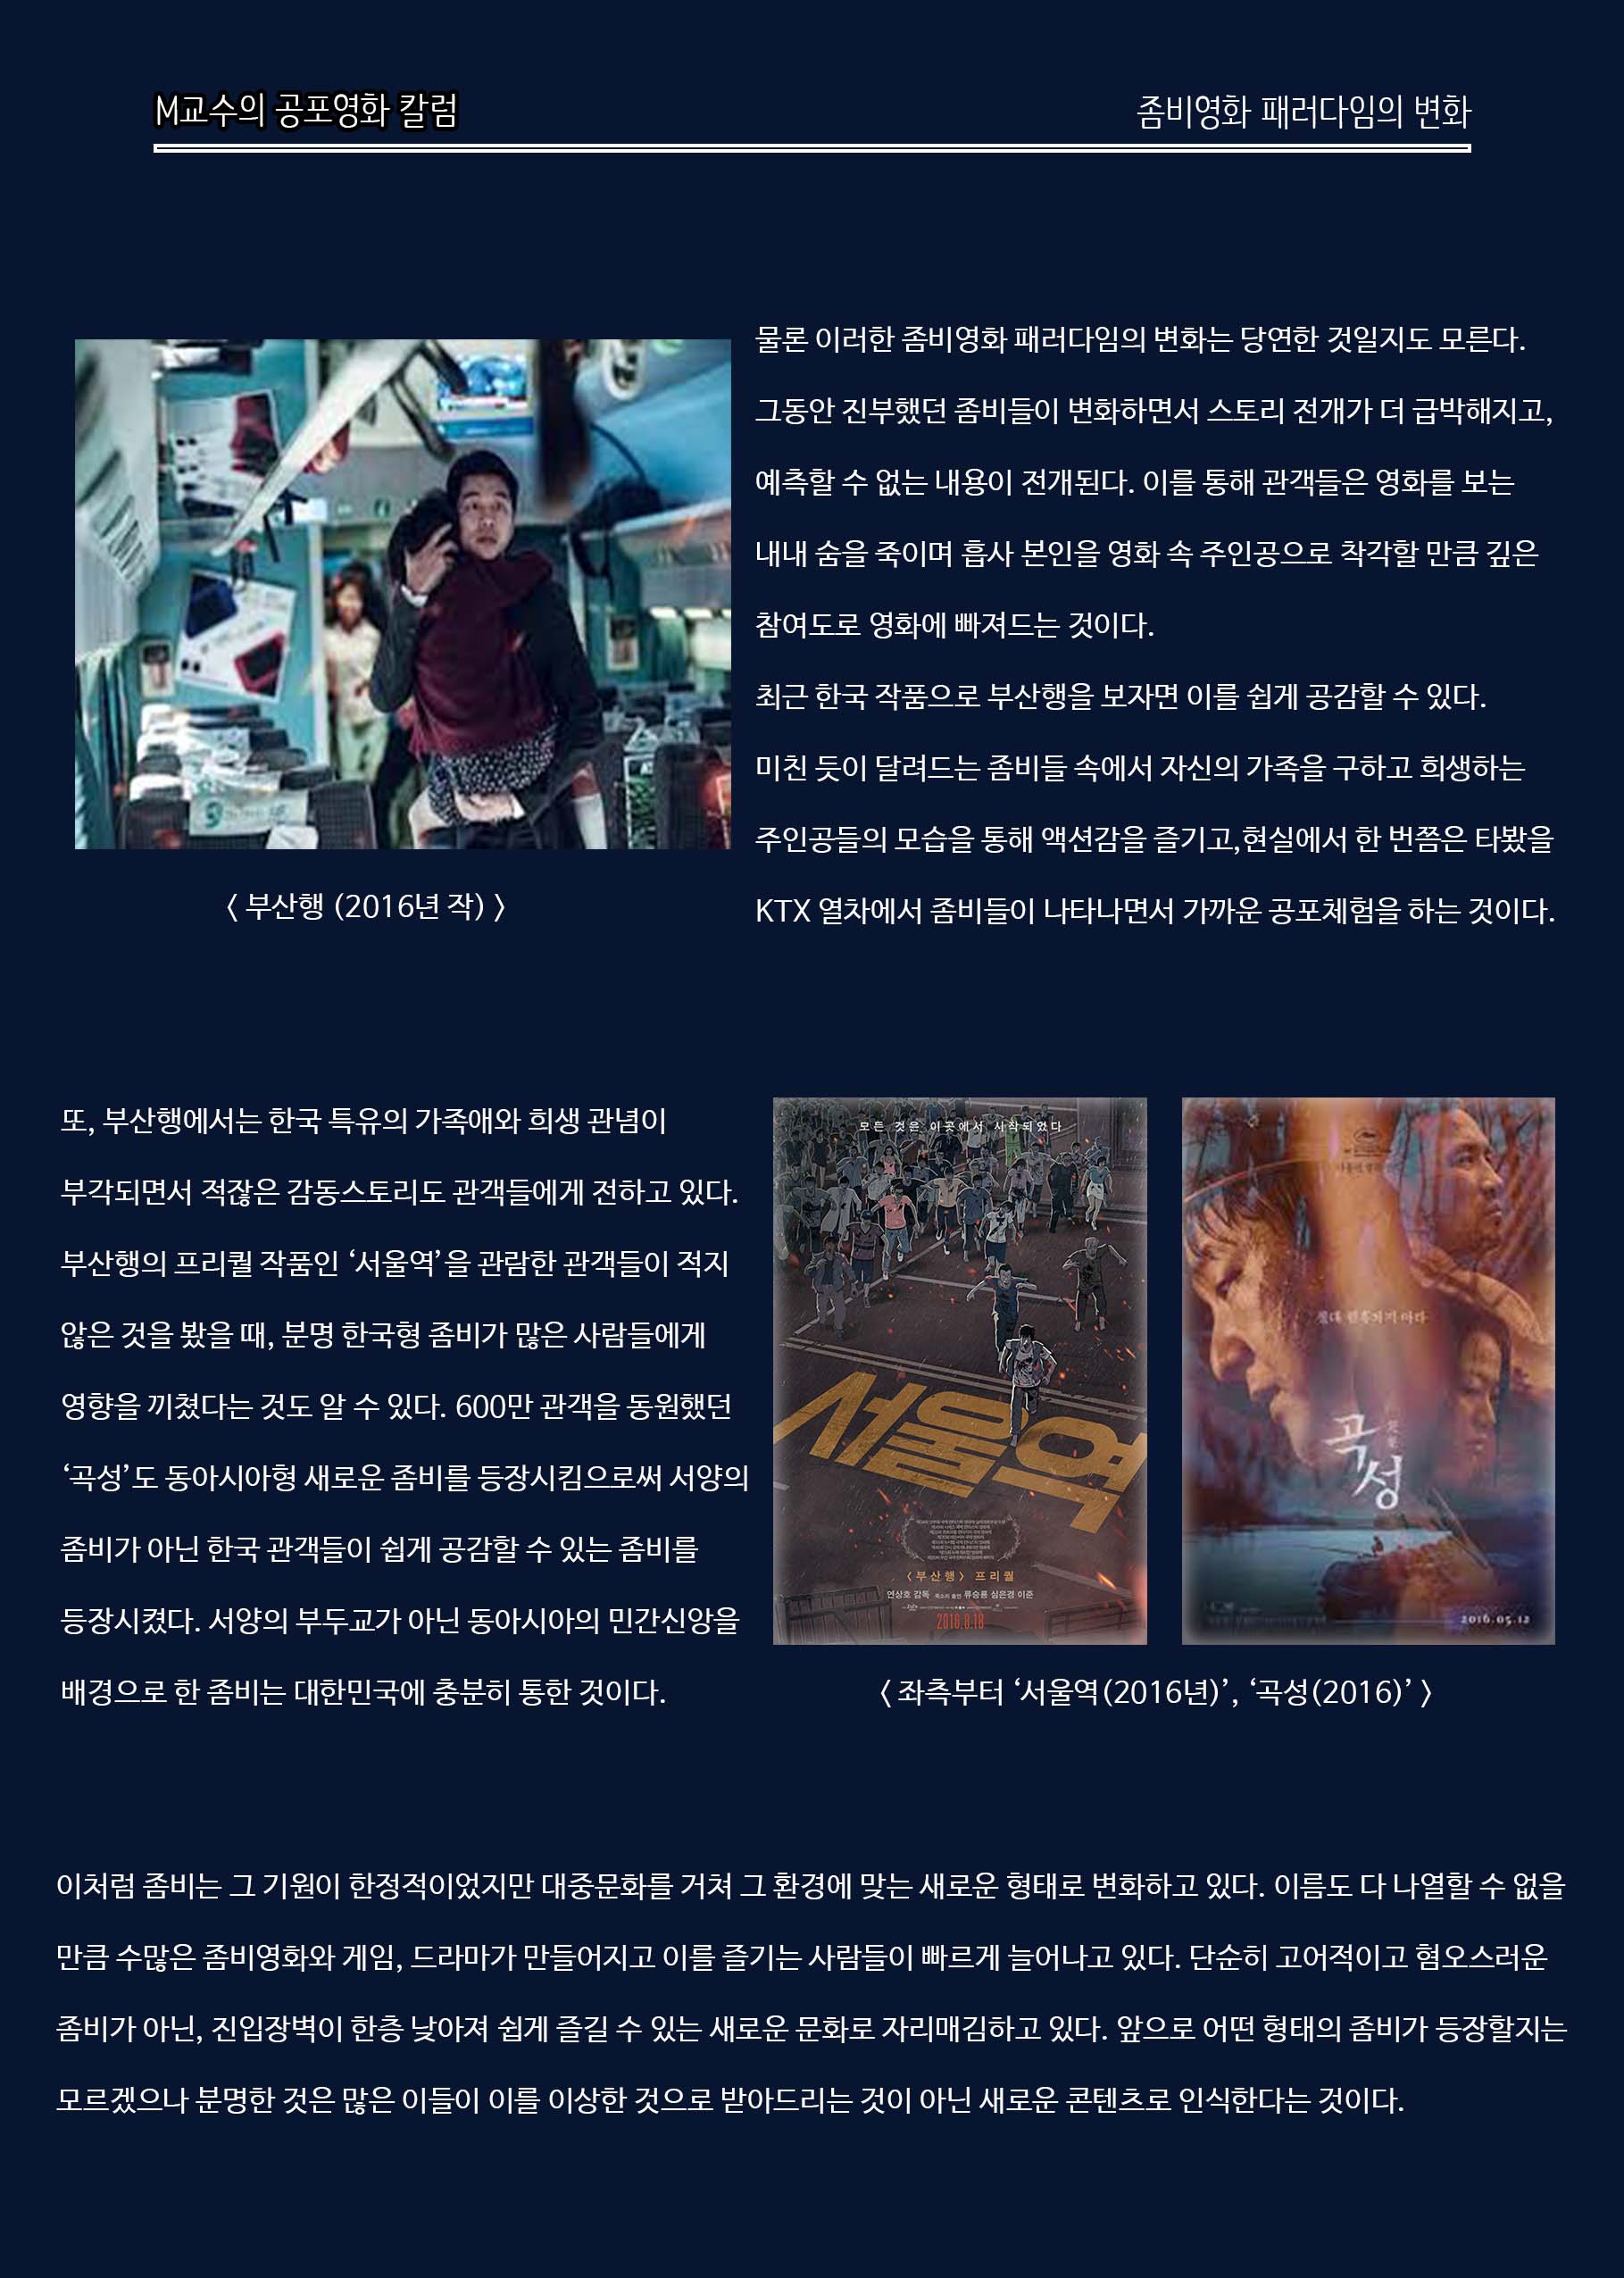 M교수의 공포영화 칼럼
좀비영화 패러다임의 변화
물론 이러한 좀비영화 패러다임의 변화는 당연한 것일지도 모른다.
그동안 진부했던 좀비들이 변화하면서 스토리 전개가 더 급박해지고,
예측할 수 없는 내용이 전개된다. 이를 통해 관객들은 영화를 보는
내내 숨을 죽이며 흡사 본인을 영화 속 주인공으로 착각할 만큼 깊은
참여도로 영화에 빠져드는 것이다.
최근 한국 작품으로 부산행을 보자면 이를 쉽게 공감할 수 있다.
미친 듯이 달려드는 좀비들 속에서 자신의 가족을 구하고 희생하는
주인공들의 모습을 통해 액션감을 즐기고,현실에서 한 번쯤은 타봤을
KTX 열차에서 좀비들이 나타나면서 가까운 공포체험을 하는 것이다.
< 부산행 (2016년 작) >
또, 부산행에서는 한국 특유의 가족애와 희생 관념이
부각되면서 적잖은 감동스토리도 관객들에게 전하고 있다.
부산행의 프리퀄 작품인 ‘서울역’을 관람한 관객들이 적지
않은 것을 봤을 때, 분명 한국형 좀비가 많은 사람들에게
영향을 끼쳤다는 것도 알 수 있다. 600만 관객을 동원했던
‘곡성’도 동아시아형 새로운 좀비를 등장시킴으로써 서양의
좀비가 아닌 한국 관객들이 쉽게 공감할 수 있는 좀비를
등장시켰다. 서양의 부두교가 아닌 동아시아의 민간신앙을
배경으로 한 좀비는 대한민국에 충분히 통한 것이다.
모든 것은 이곳에서 시작되었다
서울역
<부산행> 프리퀄
연상호 감독 목소리 출연 류승룡 심은경 이준
2016.8.18
절대 현혹되지 마라
곡성
2016.05.12
< 좌측부터 ‘서울역(2016년)’, ‘곡성(2016)’ >
이처럼 좀비는 그 기원이 한정적이었지만 대중문화를 거쳐 그 환경에 맞는 새로운 형태로 변화하고 있다. 이름도 다 나열할 수 없을
만큼 수많은 좀비영화와 게임, 드라마가 만들어지고 이를 즐기는 사람들이 빠르게 늘어나고 있다. 단순히 고어적이고 혐오스러운
좀비가 아닌, 진입장벽이 한층 낮아져 쉽게 즐길 수 있는 새로운 문화로 자리매김하고 있다. 앞으로 어떤 형태의 좀비가 등장할지는
모르겠으나 분명한 것은 많은 이들이 이를 이상한 것으로 받아드리는 것이 아닌 새로운 콘텐츠로 인식한다는 것이다.